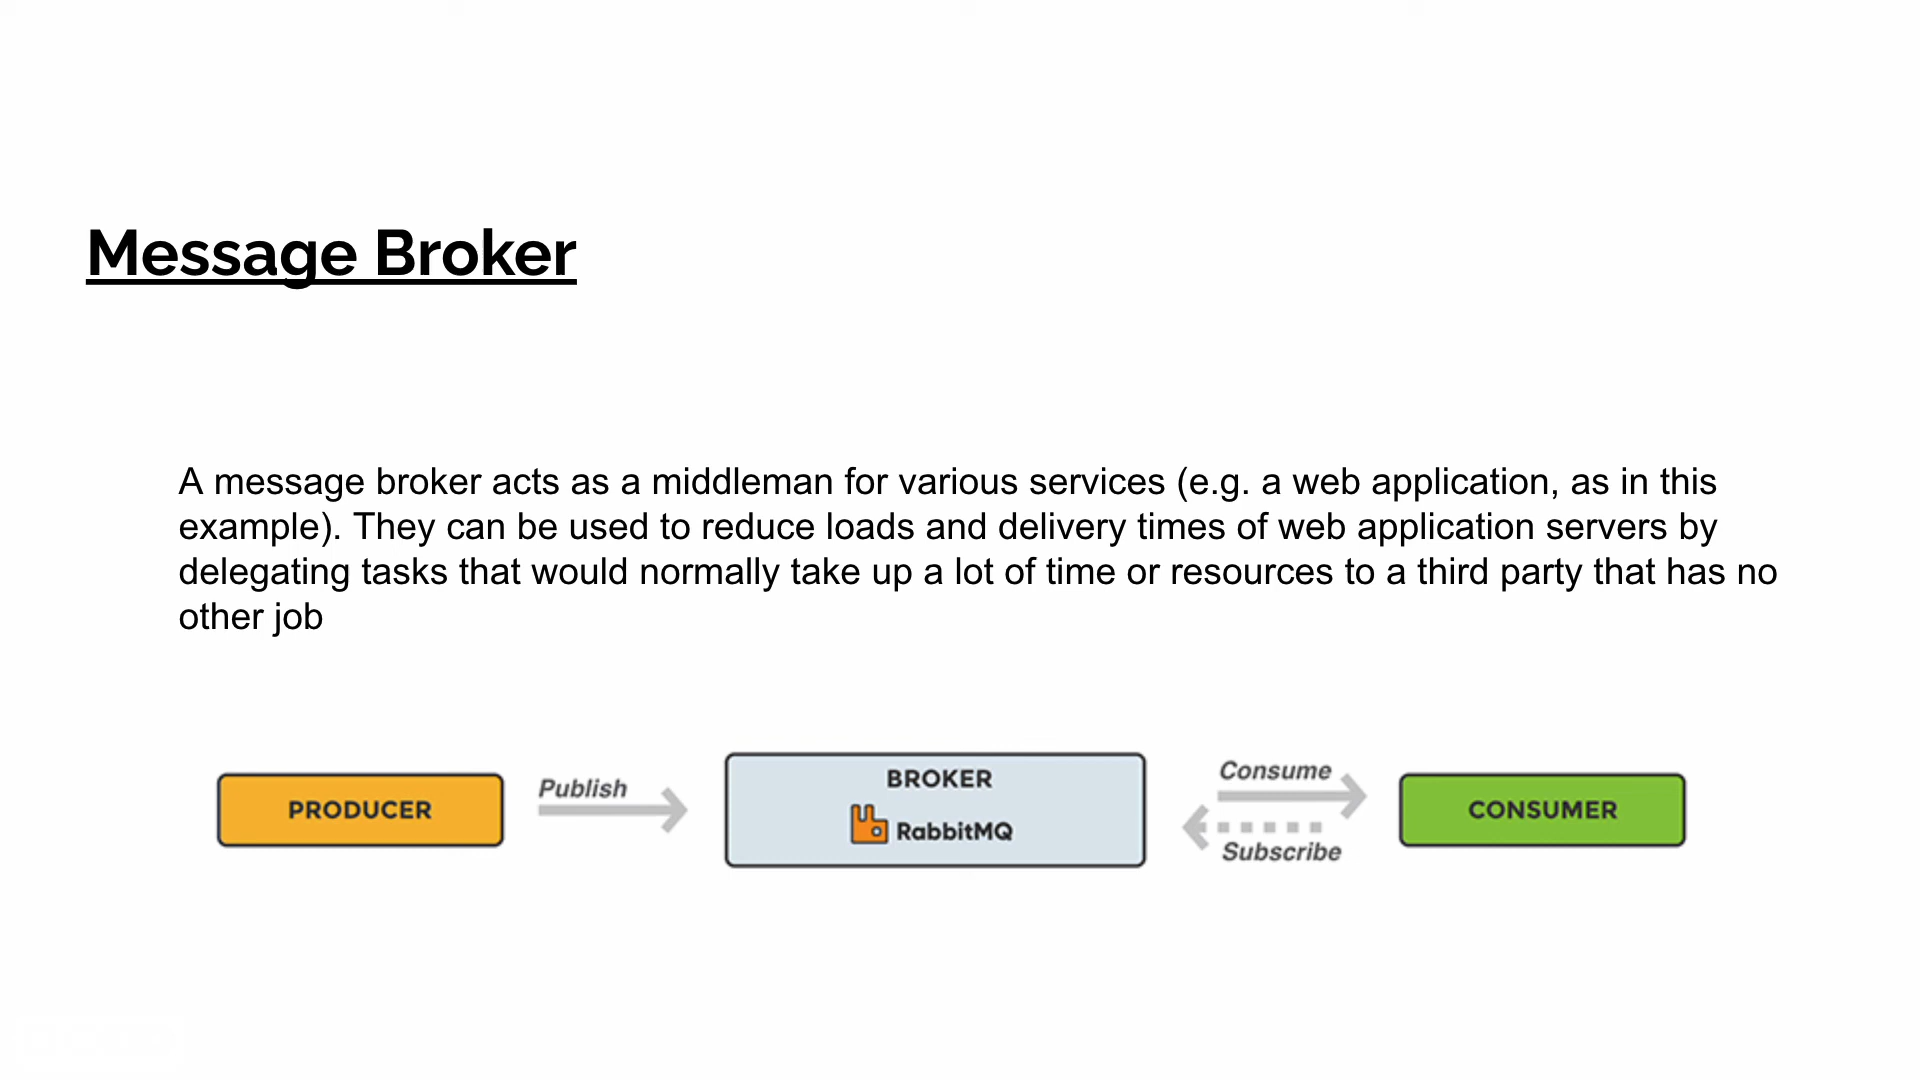 Message Broker
A message broker acts as a middleman for various services (e.g. a web application, as in this
example). They can be used to reduce loads and delivery times of web application servers by
delegating tasks that would normally take up a lot of time or resources to a third party that has no
other job
PRODUCER
Publish
BROKER
RabbitMQ
Consume
Subscribe
CONSUMER